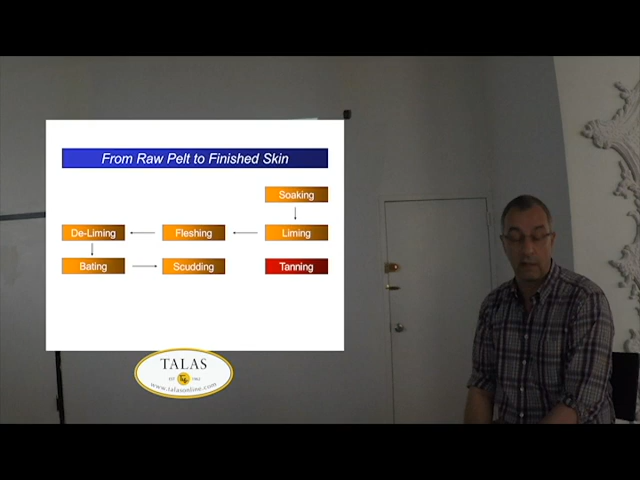 From Raw Pelt to Finished Skin
Soaking
De-Liming
Fleshing
Liming
Bating
Scudding
Tanning
TALAS
www.talasonline.com